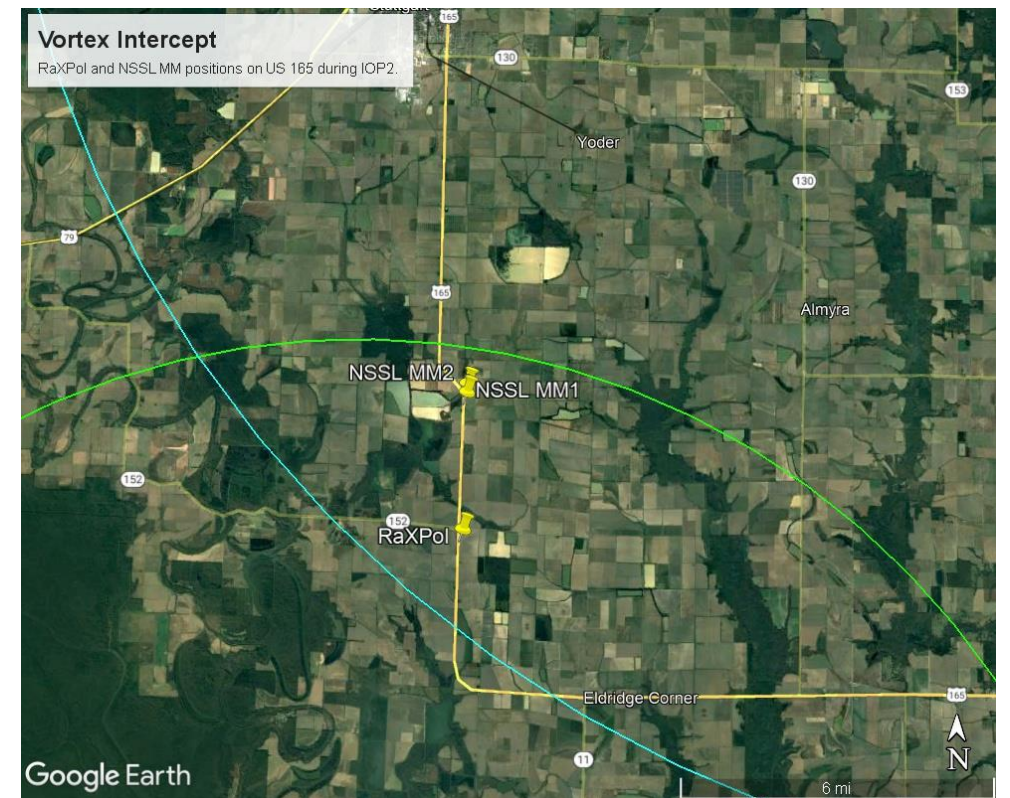 Stuttgart
165
Vortex Intercept
RaXPol and NSSL MM positions on US 165 during IOP2.
130
153
Yoder
130
79
165
Almyra
NSSL MM2
NSSL MM1
152
152
RaXPol
Eldridge Corner
165
11
N
Google Earth
6 mi